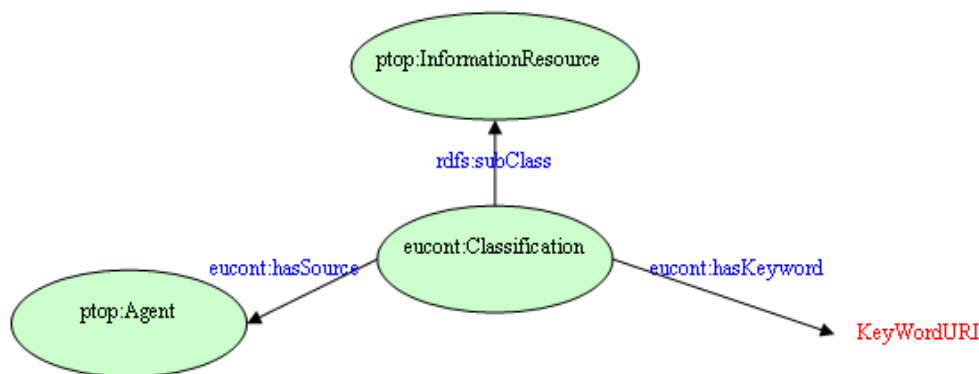 ptop:InformationResource
rdfs:subClass
eucont:Classification
eucont:hasSource
eucont:hasKeyword
ptop:Agent
KeyWordURI